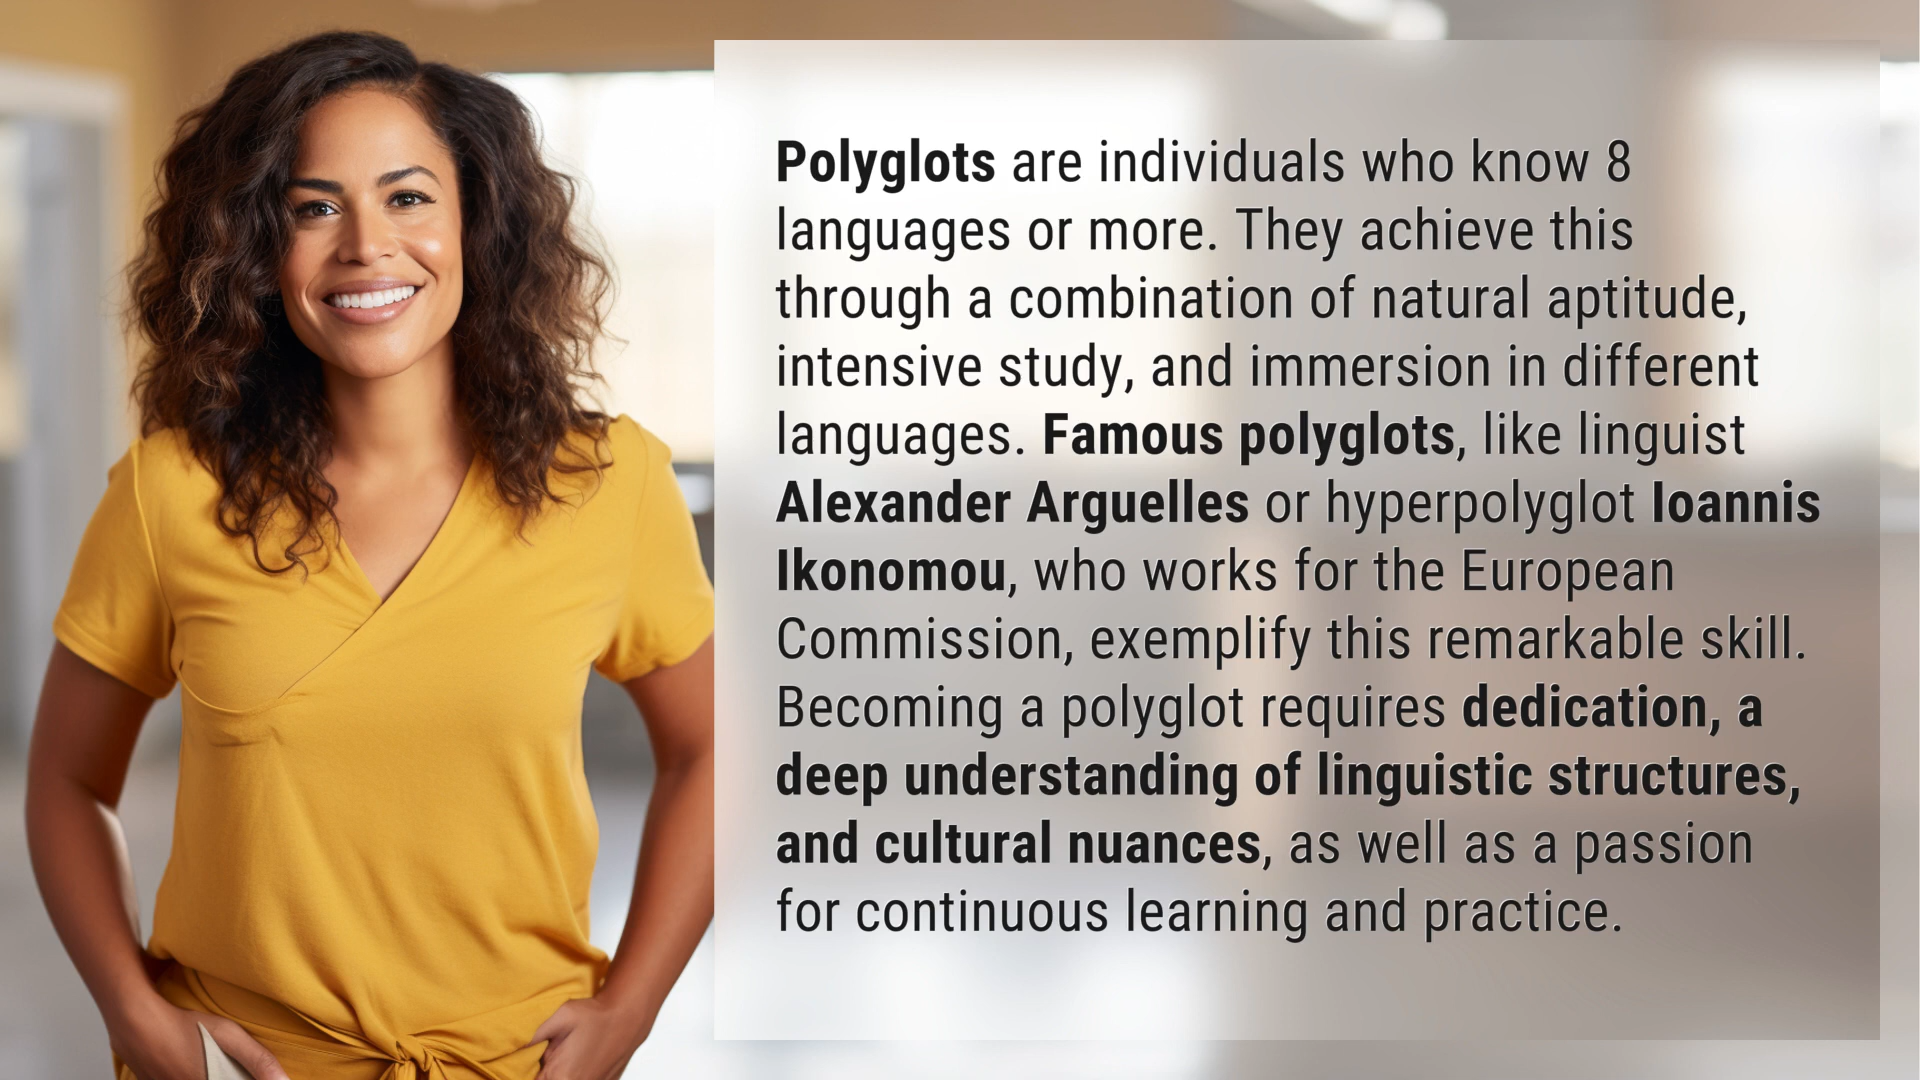 Polyglots are individuals who know 8
languages or more. They achieve this
through a combination of natural aptitude,
intensive study, and immersion in different
languages. Famous polyglots, like linguist
Alexander Arguelles or hyperpolyglot Ioannis
Ikonomou, who works for the European
Commission, exemplify this remarkable skill.
Becoming a polyglot requires dedication, a
deep understanding of linguistic structures,
and cultural nuances, as well as a passion
for continuous learning and practice.